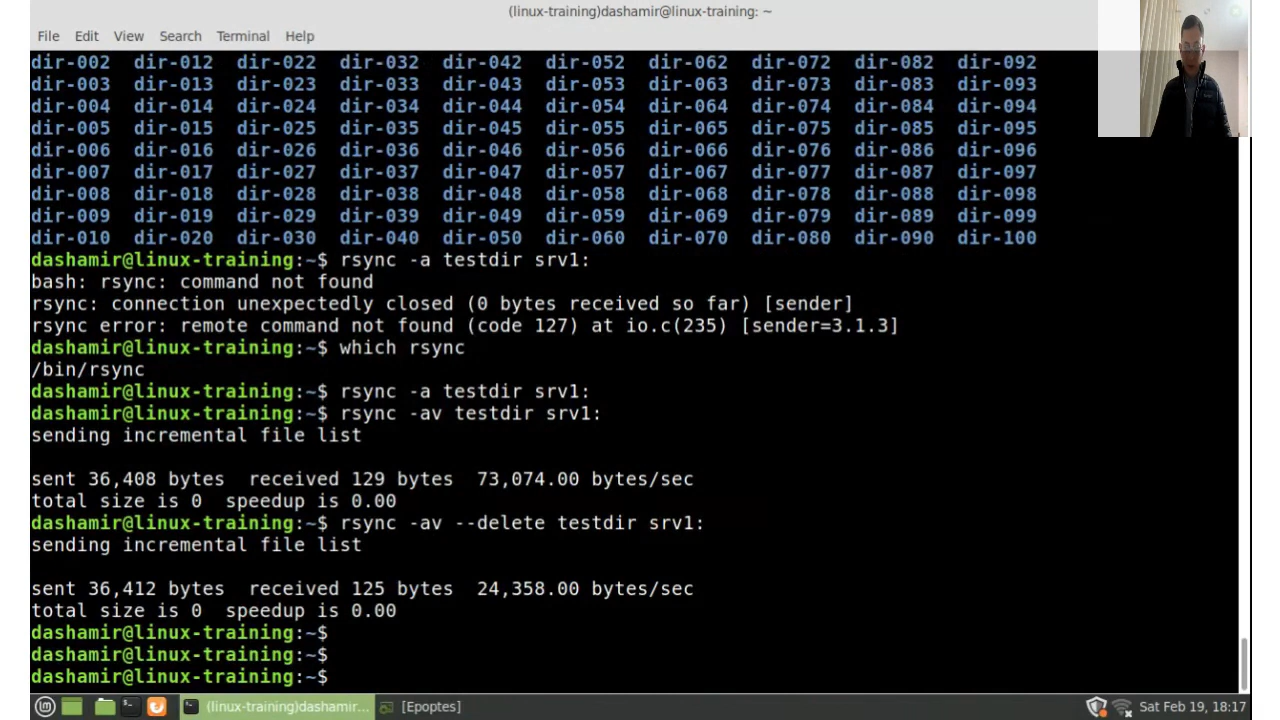 (linux-training)dashamir@linux-training: ~
File Edit View Search Terminal Help
dir-002 dir-012 dir-022 dir-032 dir-042 dir-052 dir-062 dir-072 dir-082 dir-092
dir-003 dir-013 dir-023 dir-033 dir-043 dir-053 dir-063 dir-073 dir-083 dir-093
dir-004 dir-014 dir-024 dir-034 dir-044 dir-054 dir-064 dir-074 dir-084 dir-094
dir-005 dir-015 dir-025 dir-035 dir-045 dir-055 dir-065 dir-075 dir-085 dir-095
dir-006 dir-016 dir-026 dir-036 dir-046 dir-056 dir-066 dir-076 dir-086 dir-096
dir-007 dir-017 dir-027 dir-037 dir-047 dir-057 dir-067 dir-077 dir-087 dir-097
dir-008 dir-018 dir-028 dir-038 dir-048 dir-058 dir-068 dir-078 dir-088 dir-098
dir-009 dir-019 dir-029 dir-039 dir-049 dir-059 dir-069 dir-079 dir-089 dir-099
dir-010 dir-020 dir-030 dir-040 dir-050 dir-060 dir-070 dir-080 dir-090 dir-100
dashamir@linux-training:~$ rsync -a testdir srv1:
bash: rsync: command not found
rsync: connection unexpectedly closed (0 bytes received so far) [sender]
rsync error: remote command not found (code 127) at io.c(235) [sender=3.1.3]
dashamir@linux-training:~$ which rsync
/bin/rsync
dashamir@linux-training:~$ rsync -a testdir srv1:
dashamir@linux-training:~$ rsync -av testdir srv1:
sending incremental file list
sent 36,408 bytes  received 129 bytes  73,074.00 bytes/sec
total size is 0  speedup is 0.00
dashamir@linux-training:~$ rsync -av --delete testdir srv1:
sending incremental file list
sent 36,412 bytes  received 125 bytes  24,358.00 bytes/sec
total size is 0  speedup is 0.00
dashamir@linux-training:~$
dashamir@linux-training:~$
dashamir@linux-training:~$
(linux-training)dashamir... [Epoptes] Sat Feb 19, 18:17